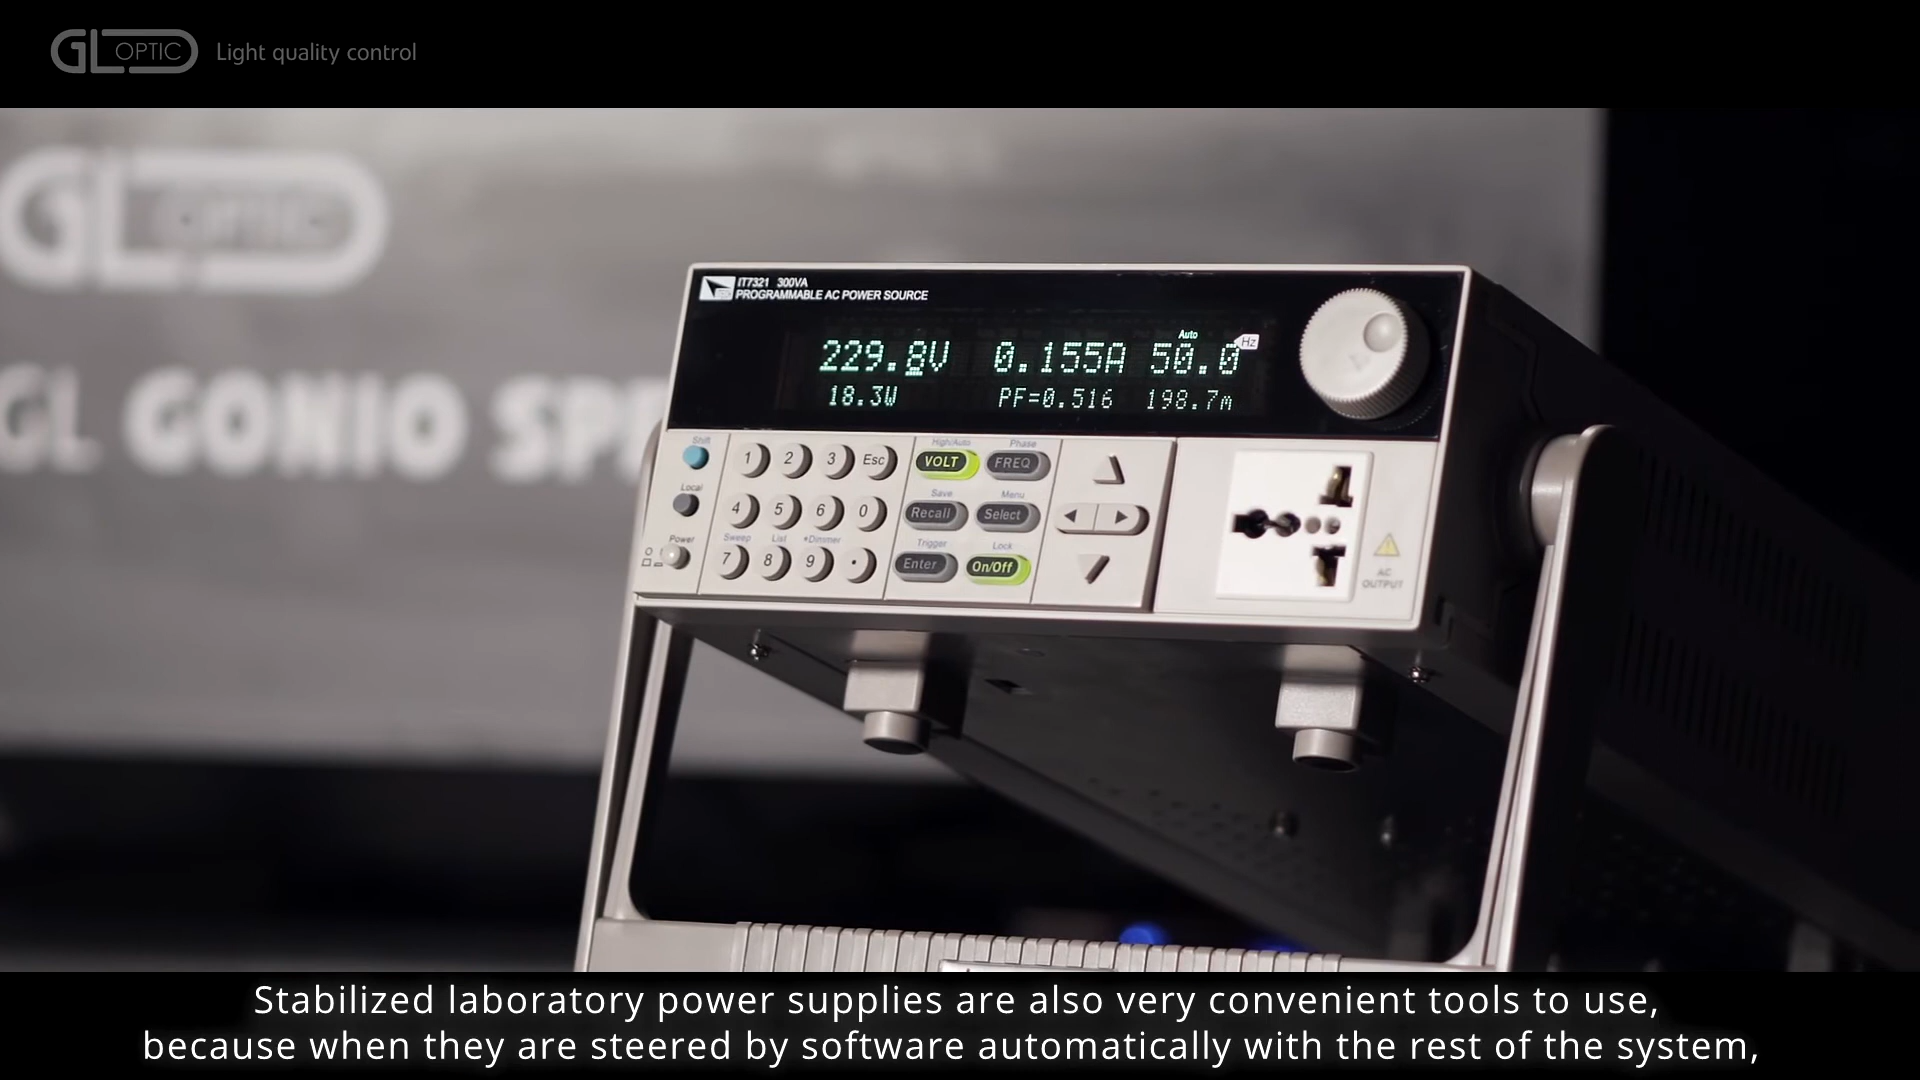 GL OPTIC Light quality control
GL OPTIC
GL GONIO SPE
IT7321 300VA
PROGRAMMABLE AC POWER SOURCE
Auto
229.8V 0.155A 50.0 Hz
18.3W PF=0.516 198.7m
Shift
1 2 3 Esc
High/Auto Phase
VOLT FREQ
Local
4 5 6 0
Save Menu
Recall Select
Power
Sweep List Dimmer
7 8 9 .
Trigger Lock
Enter On/Off
AC
OUTPUT
Stabilized laboratory power supplies are also very convenient tools to use,
because when they are steered by software automatically with the rest of the system,